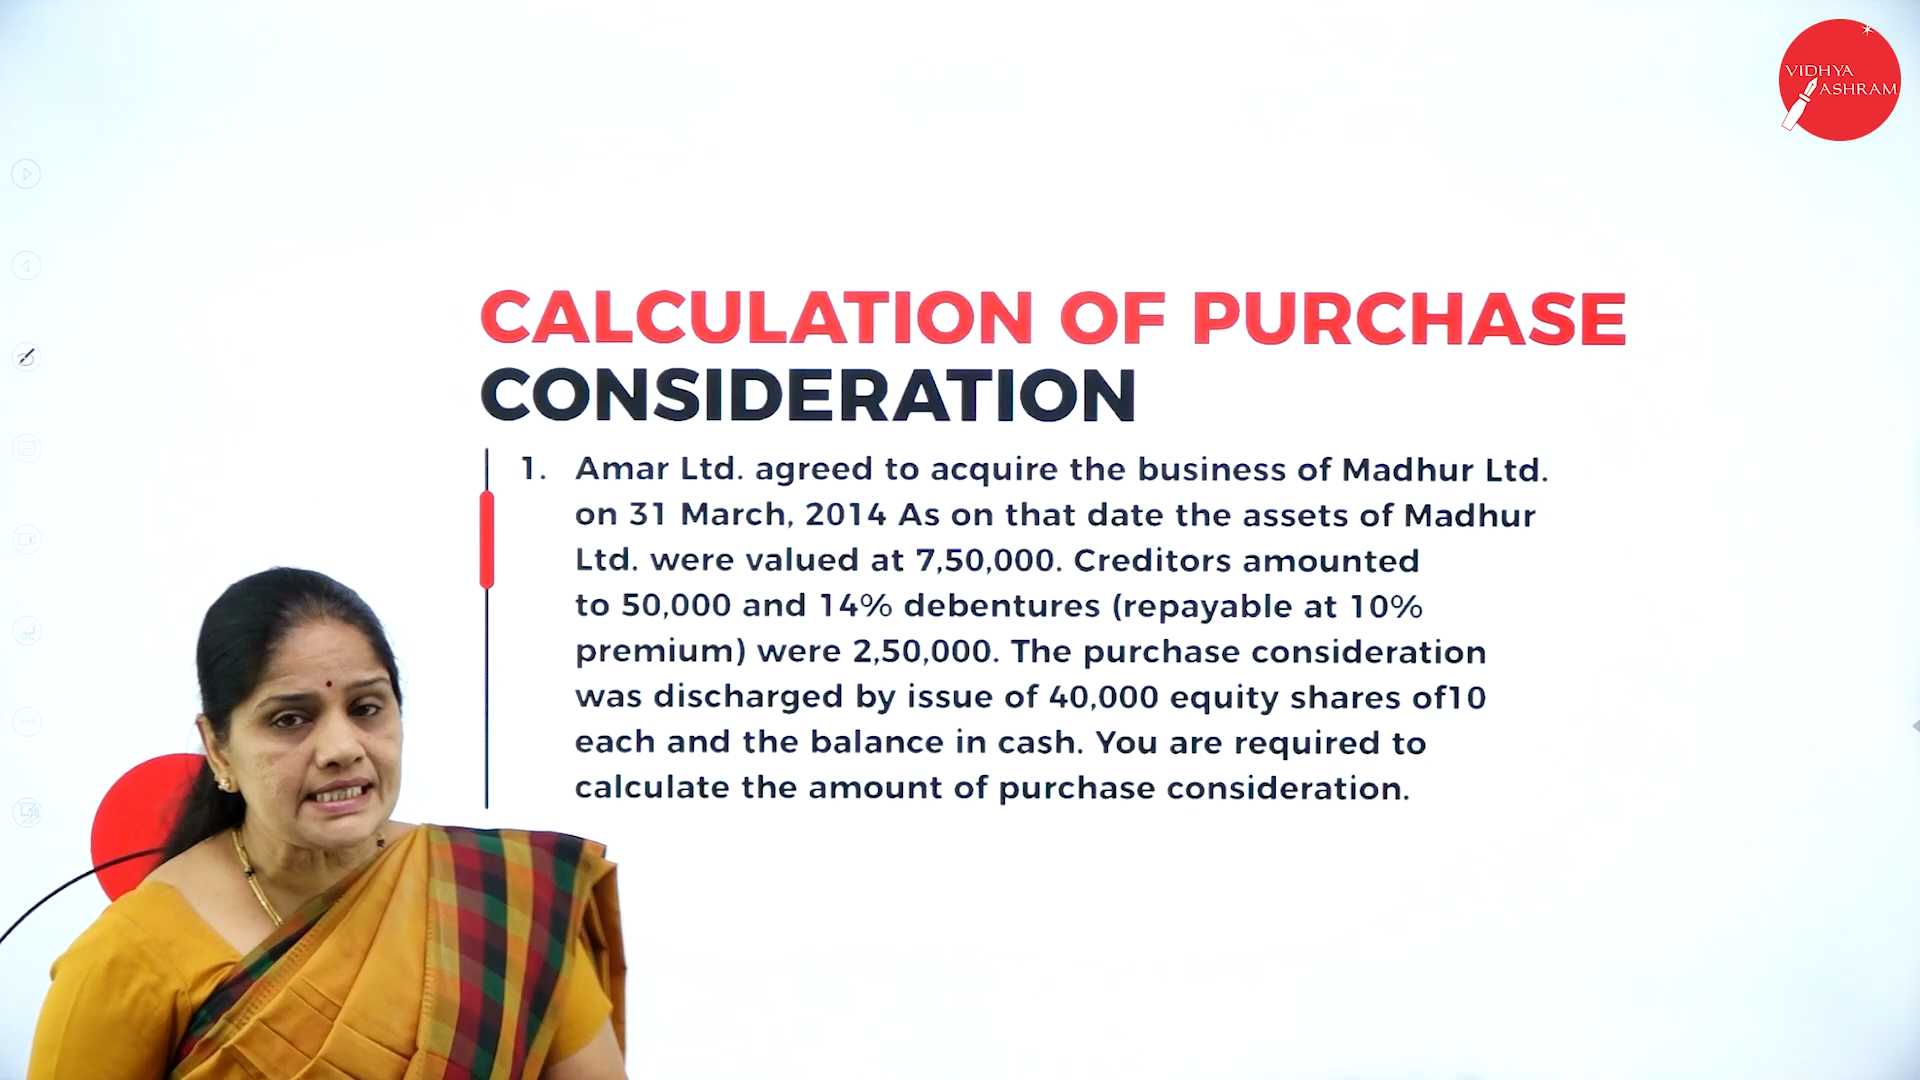 VIDHYA
ASHRAM
CALCULATION OF PURCHASE
CONSIDERATION
1. Amar Ltd. agreed to acquire the business of Madhur Ltd.
on 31 March, 2014 As on that date the assets of Madhur
Ltd. were valued at 7,50,000. Creditors amounted
to 50,000 and 14% debentures (repayable at 10%
premium) were 2,50,000. The purchase consideration
was discharged by issue of 40,000 equity shares of10
each and the balance in cash. You are required to
calculate the amount of purchase consideration.